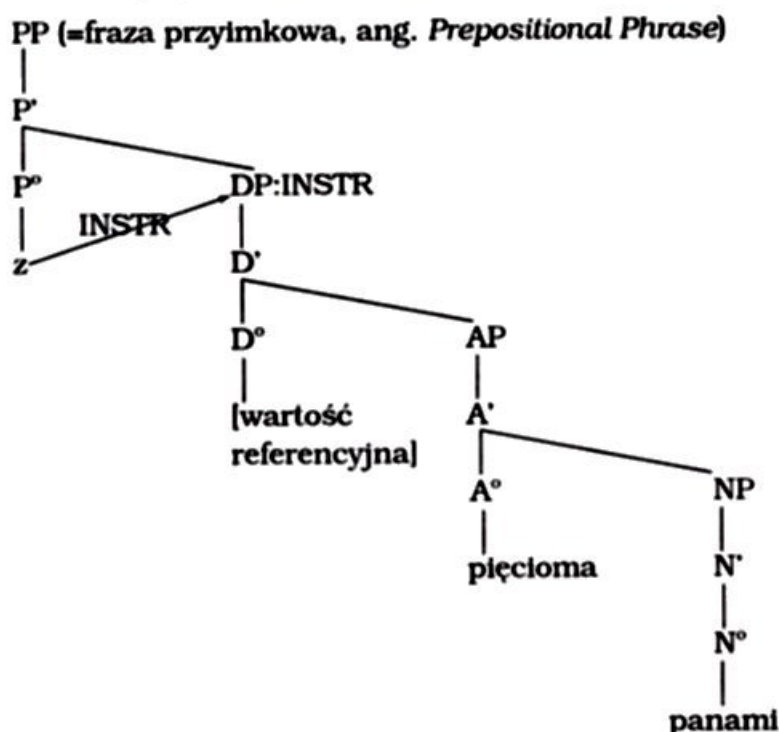 PP (=fraza przyimkowa, ang. Prepositional Phrase)
P'
P° DP:INSTR
INSTR
z D'
D° AP
[wartość A'
referencyjna]
A° NP
pięcioma N'
N°
panami